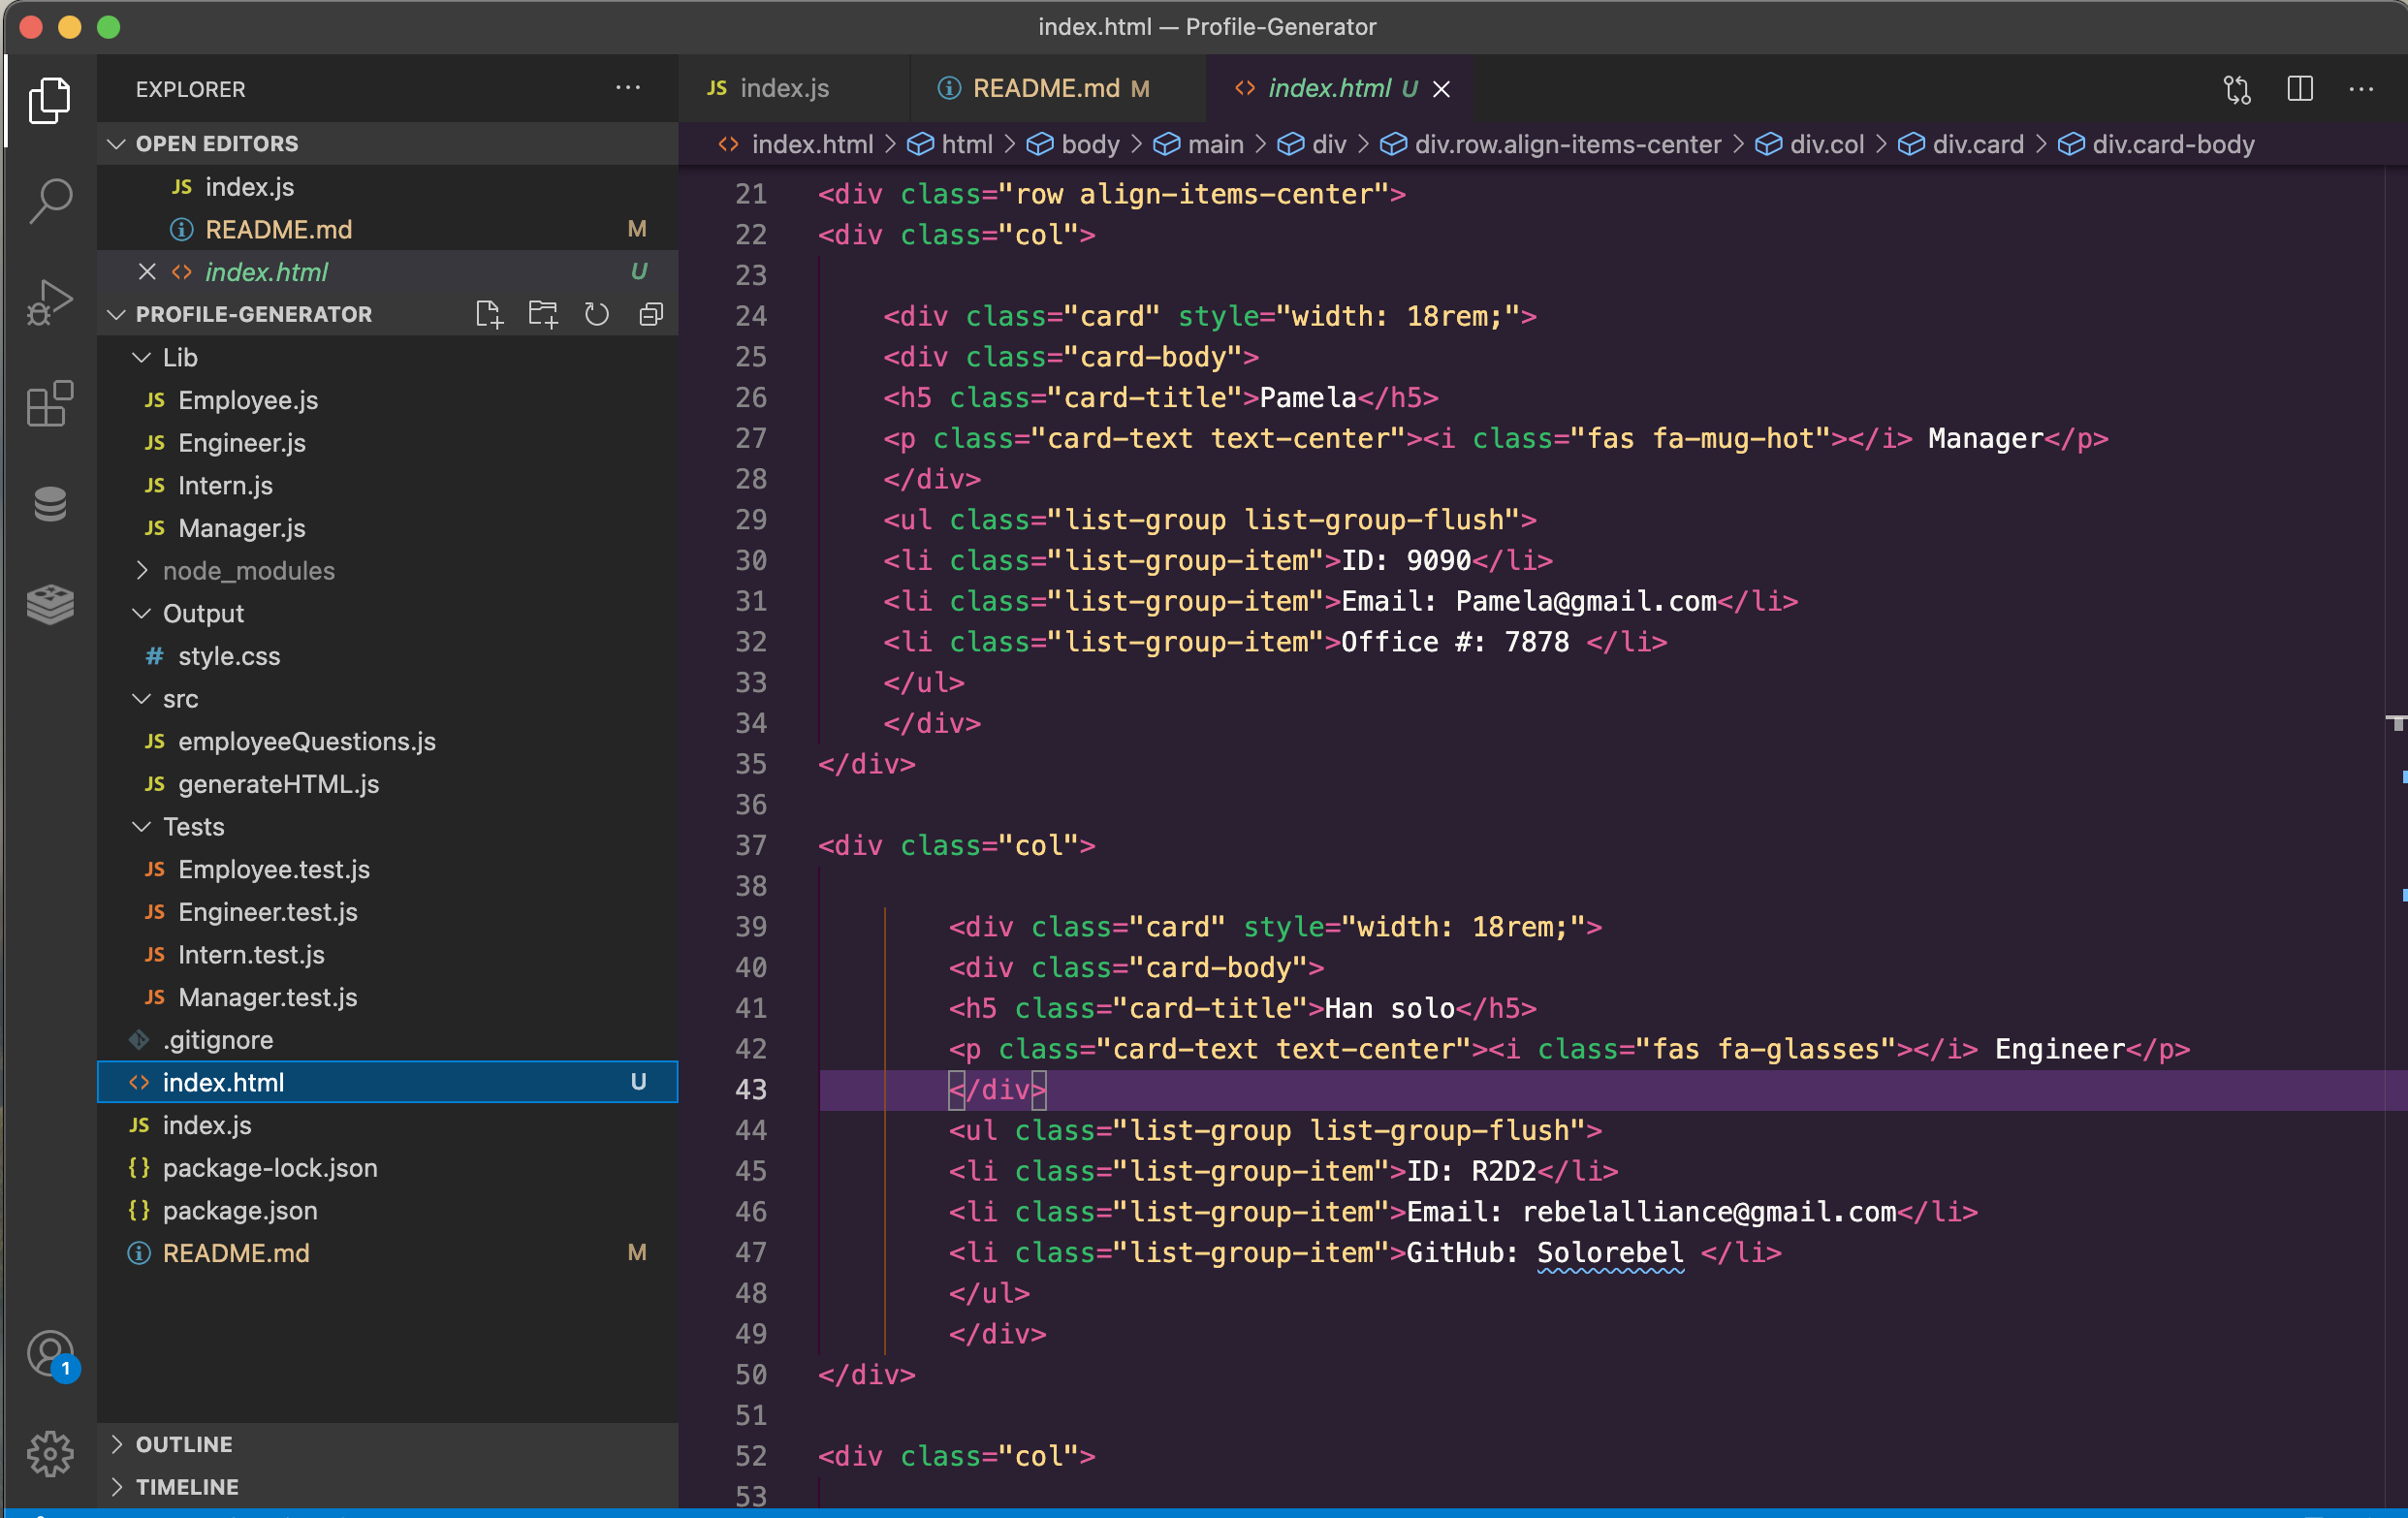 index.html — Profile-Generator
EXPLORER
OPEN EDITORS
JS index.js
README.md M
index.html U
PROFILE-GENERATOR
Lib
JS Employee.js
JS Engineer.js
JS Intern.js
JS Manager.js
node_modules
Output
# style.css
src
JS employeeQuestions.js
JS generateHTML.js
Tests
JS Employee.test.js
JS Engineer.test.js
JS Intern.test.js
JS Manager.test.js
.gitignore
index.html U
JS index.js
{} package-lock.json
{} package.json
README.md M
1
OUTLINE
TIMELINE
JS index.js README.md M index.html U
index.html > html > body > main > div > div.row.align-items-center > div.col > div.card > div.card-body
21 <div class="row align-items-center">
22 <div class="col">
23
24 <div class="card" style="width: 18rem;">
25 <div class="card-body">
26 <h5 class="card-title">Pamela</h5>
27 <p class="card-text text-center"><i class="fas fa-mug-hot"></i> Manager</p>
28 </div>
29 <ul class="list-group list-group-flush">
30 <li class="list-group-item">ID: 9090</li>
31 <li class="list-group-item">Email: Pamela@gmail.com</li>
32 <li class="list-group-item">Office #: 7878 </li>
33 </ul>
34 </div>
35 </div>
36
37 <div class="col">
38
39 <div class="card" style="width: 18rem;">
40 <div class="card-body">
41 <h5 class="card-title">Han solo</h5>
42 <p class="card-text text-center"><i class="fas fa-glasses"></i> Engineer</p>
43 </div>
44 <ul class="list-group list-group-flush">
45 <li class="list-group-item">ID: R2D2</li>
46 <li class="list-group-item">Email: rebelalliance@gmail.com</li>
47 <li class="list-group-item">GitHub: Solorebel </li>
48 </ul>
49 </div>
50 </div>
51
52 <div class="col">
53